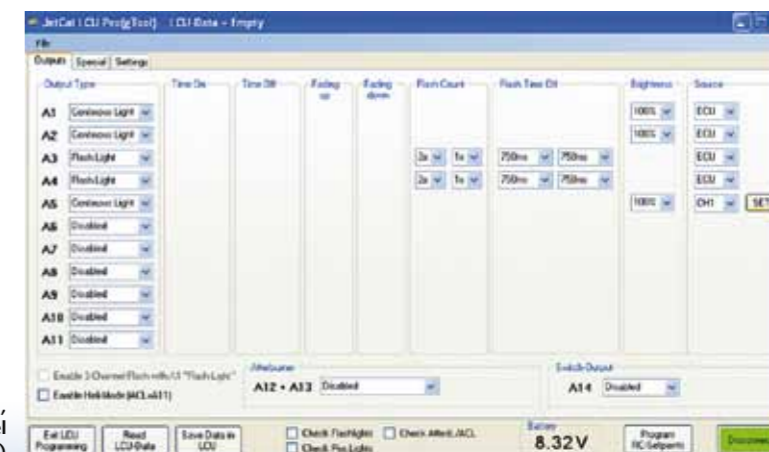 JetCat LCU Prog(Tool) LCU-Data - Empty
File
Outputs Special Settings
Output Type Time On Time Off Fading up Fading down Flash Count Flash Time Off Brightness Source
A1 Continous Light 100% ECU
A2 Continous Light 100% ECU
A3 Flash Light 2x 1x 750ms 750ms ECU
A4 Flash Light 2x 1x 750ms 750ms ECU
A5 Continous Light 100% CH1 SET
A6 Disabled
A7 Disabled
A8 Disabled
A9 Disabled
A10 Disabled
A11 Disabled
Enable 3-Channel Flash with A1 "Flash-Light"
Enable Heli-Mode (ACL=A11)
Afterburner
A12 + A13 Disabled
Switch-Output
A14 Disabled
Exit LCU Programming
Read LCU-Data
Save Data in LCU
Check Flashlights
Check Afterb./ACL
Check Pos.Lights
Battery
8.32V
Program RC-Setpoints
Disconnect